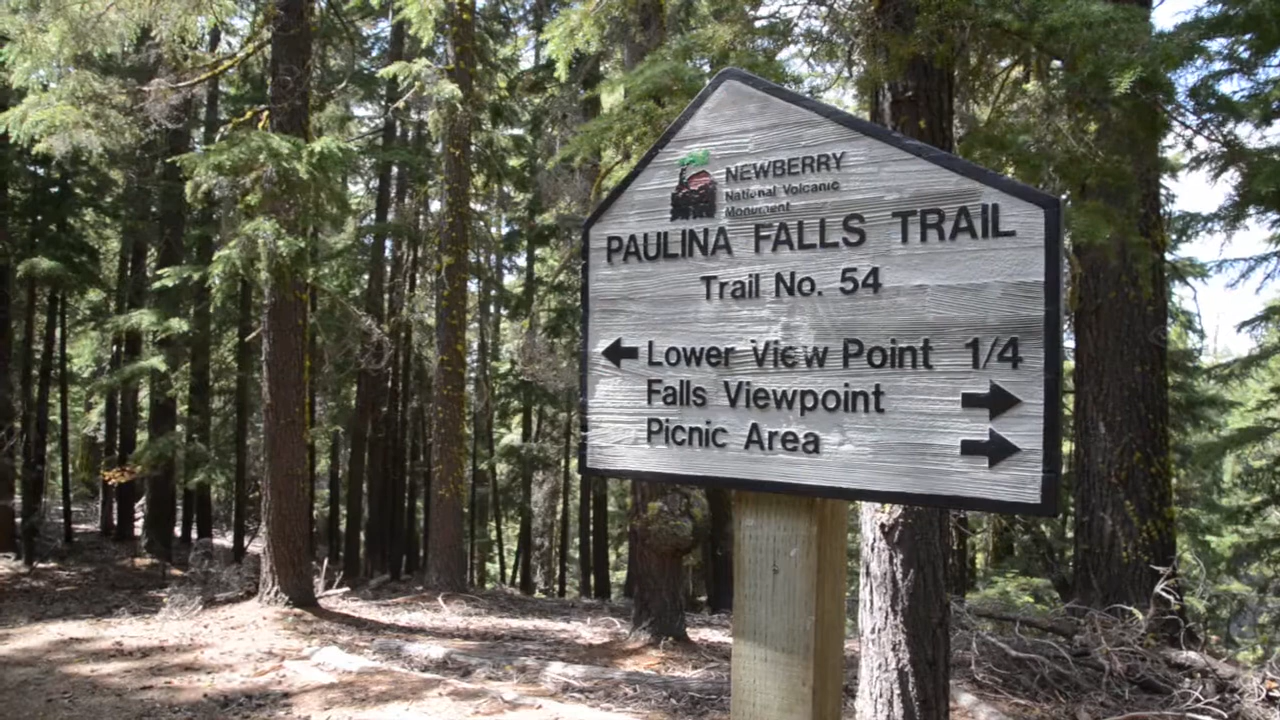 NEWBERRY
National Volcanic
Monument
PAULINA FALLS TRAIL
Trail No. 54
Lower View Point 1/4
Falls Viewpoint
Picnic Area